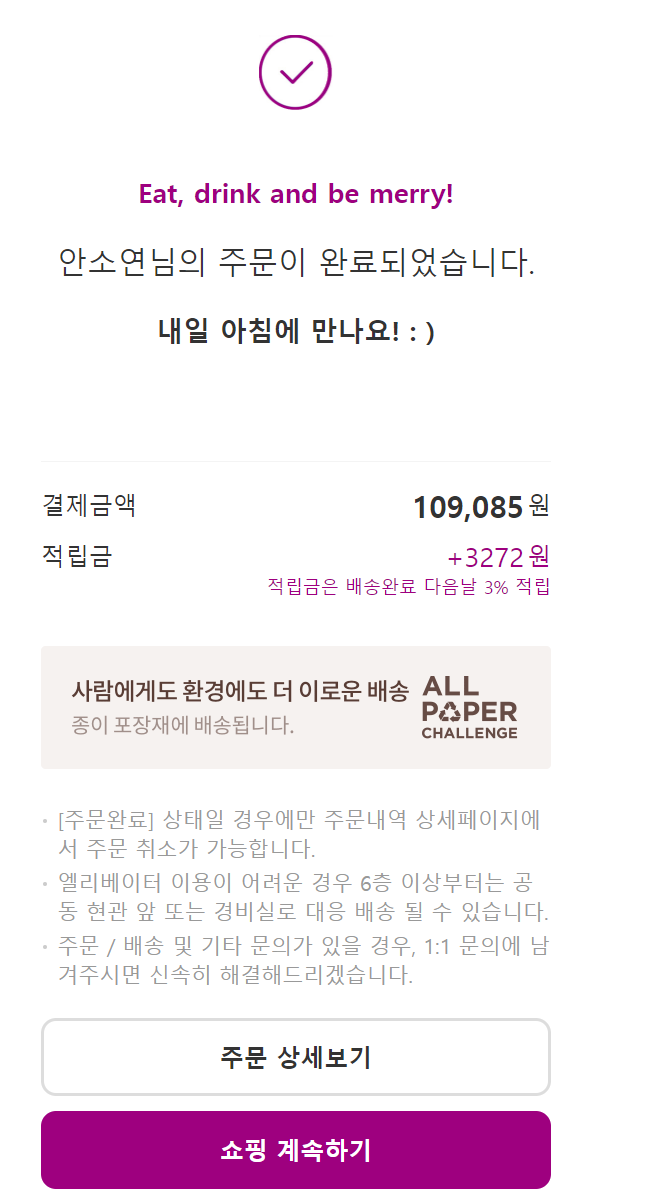 Eat, drink and be merry!
안소연님의 주문이 완료되었습니다.
내일 아침에 만나요! : )
결제금액 109,085 원
적립금 +3272 원
적립금은 배송완료 다음날 3% 적립
사람에게도 환경에도 더 이로운 배송
종이 포장재에 배송됩니다.
ALL
PAPER
CHALLENGE
· [주문완료] 상태일 경우에만 주문내역 상세페이지에
서 주문 취소가 가능합니다.
· 엘리베이터 이용이 어려운 경우 6층 이상부터는 공
동 현관 앞 또는 경비실로 대응 배송 될 수 있습니다.
· 주문 / 배송 및 기타 문의가 있을 경우, 1:1 문의에 남
겨주시면 신속히 해결해드리겠습니다.
주문 상세보기
쇼핑 계속하기